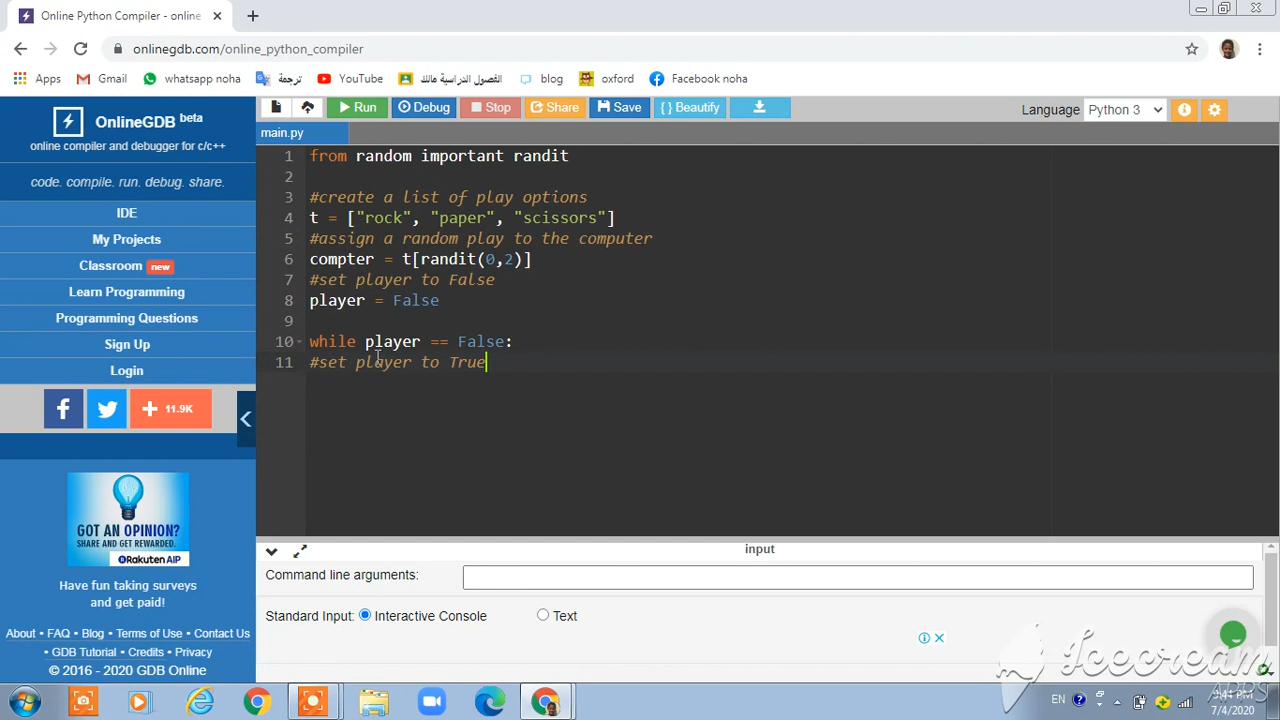 Online Python Compiler - online
onlinegdb.com/online_python_compiler
Apps Gmail whatsapp noha ترجمة YouTube الفصول الدراسية مالك blog oxford Facebook noha
OnlineGDB beta
online compiler and debugger for c/c++
code. compile. run. debug. share.
IDE
My Projects
Classroom new
Learn Programming
Programming Questions
Sign Up
Login
f + 11.9K
GOT AN OPINION?
SHARE AND GET REWARDED.
Rakuten AIP
Have fun taking surveys
and get paid!
About • FAQ • Blog • Terms of Use • Contact Us
• GDB Tutorial • Credits • Privacy
© 2016 - 2020 GDB Online
Run Debug Stop Share Save { } Beautify Language Python 3
main.py
1 from random important randit
2
3 #create a list of play options
4 t = ["rock", "paper", "scissors"]
5 #assign a random play to the computer
6 compter = t[randit(0,2)]
7 #set player to False
8 player = False
9
10 while player == False:
11 #set player to True
input
Command line arguments:
Standard Input: Interactive Console Text
Icecream
APPS
EN
3:41 PM
7/4/2020